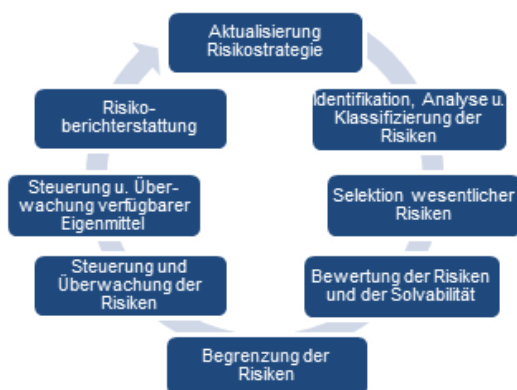 Aktualisierung
Risikostrategie
Identifikation, Analyse u.
Klassifizierung der
Risiken
Selektion wesentlicher
Risiken
Bewertung der Risiken
und der Solvabilität
Begrenzung der
Risiken
Steuerung und
Überwachung der
Risiken
Steuerung u. Über-
wachung verfügbarer
Eigenmittel
Risiko-
berichterstattung